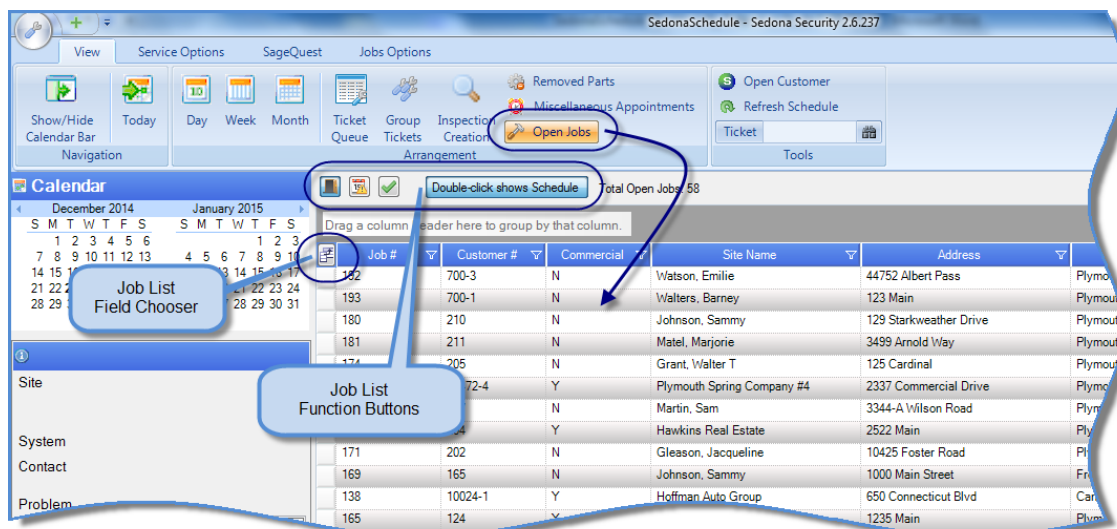 SedonaSchedule - Sedona Security 2.6.237
View Service Options SageQuest Jobs Options
Removed Parts
Open Customer
Miscellaneous Appointments
Refresh Schedule
Show/Hide Calendar Bar
Today
Day
Week
Month
Ticket Queue
Group Tickets
Inspection Creation
Open Jobs
Ticket
Navigation
Arrangement
Tools
Calendar
Double-click shows Schedule
Total Open Jobs: 58
December 2014 January 2015
S M T W T F S S M T W T F S
1 2 3 4 5 6 1 2 3
7 8 9 10 11 12 13 4 5 6 7 8 9 10
14 15 13 14 15 16 17
21 22 22 23 24
28 29 28 29 30 31
Drag a column header here to group by that column.
Job # Customer # Commercial Site Name Address
700-3 N Watson, Emilie 44752 Albert Pass
193 700-1 N Walters, Barney 123 Main
180 210 N Johnson, Sammy 129 Starkweather Drive
181 211 N Matel, Marjorie 3499 Arnold Way
174 205 N Grant, Walter T 125 Cardinal
72-4 Y Plymouth Spring Company #4 2337 Commercial Drive
N Martin, Sam 3344-A Wilson Road
Y Hawkins Real Estate 2522 Main
171 202 N Gleason, Jacqueline 10425 Foster Road
169 165 N Johnson, Sammy 1000 Main Street
138 10024-1 Y Hoffman Auto Group 650 Connecticut Blvd
165 124 Y 1235 Main
Job List
Field Chooser
Job List
Function Buttons
Site
System
Contact
Problem